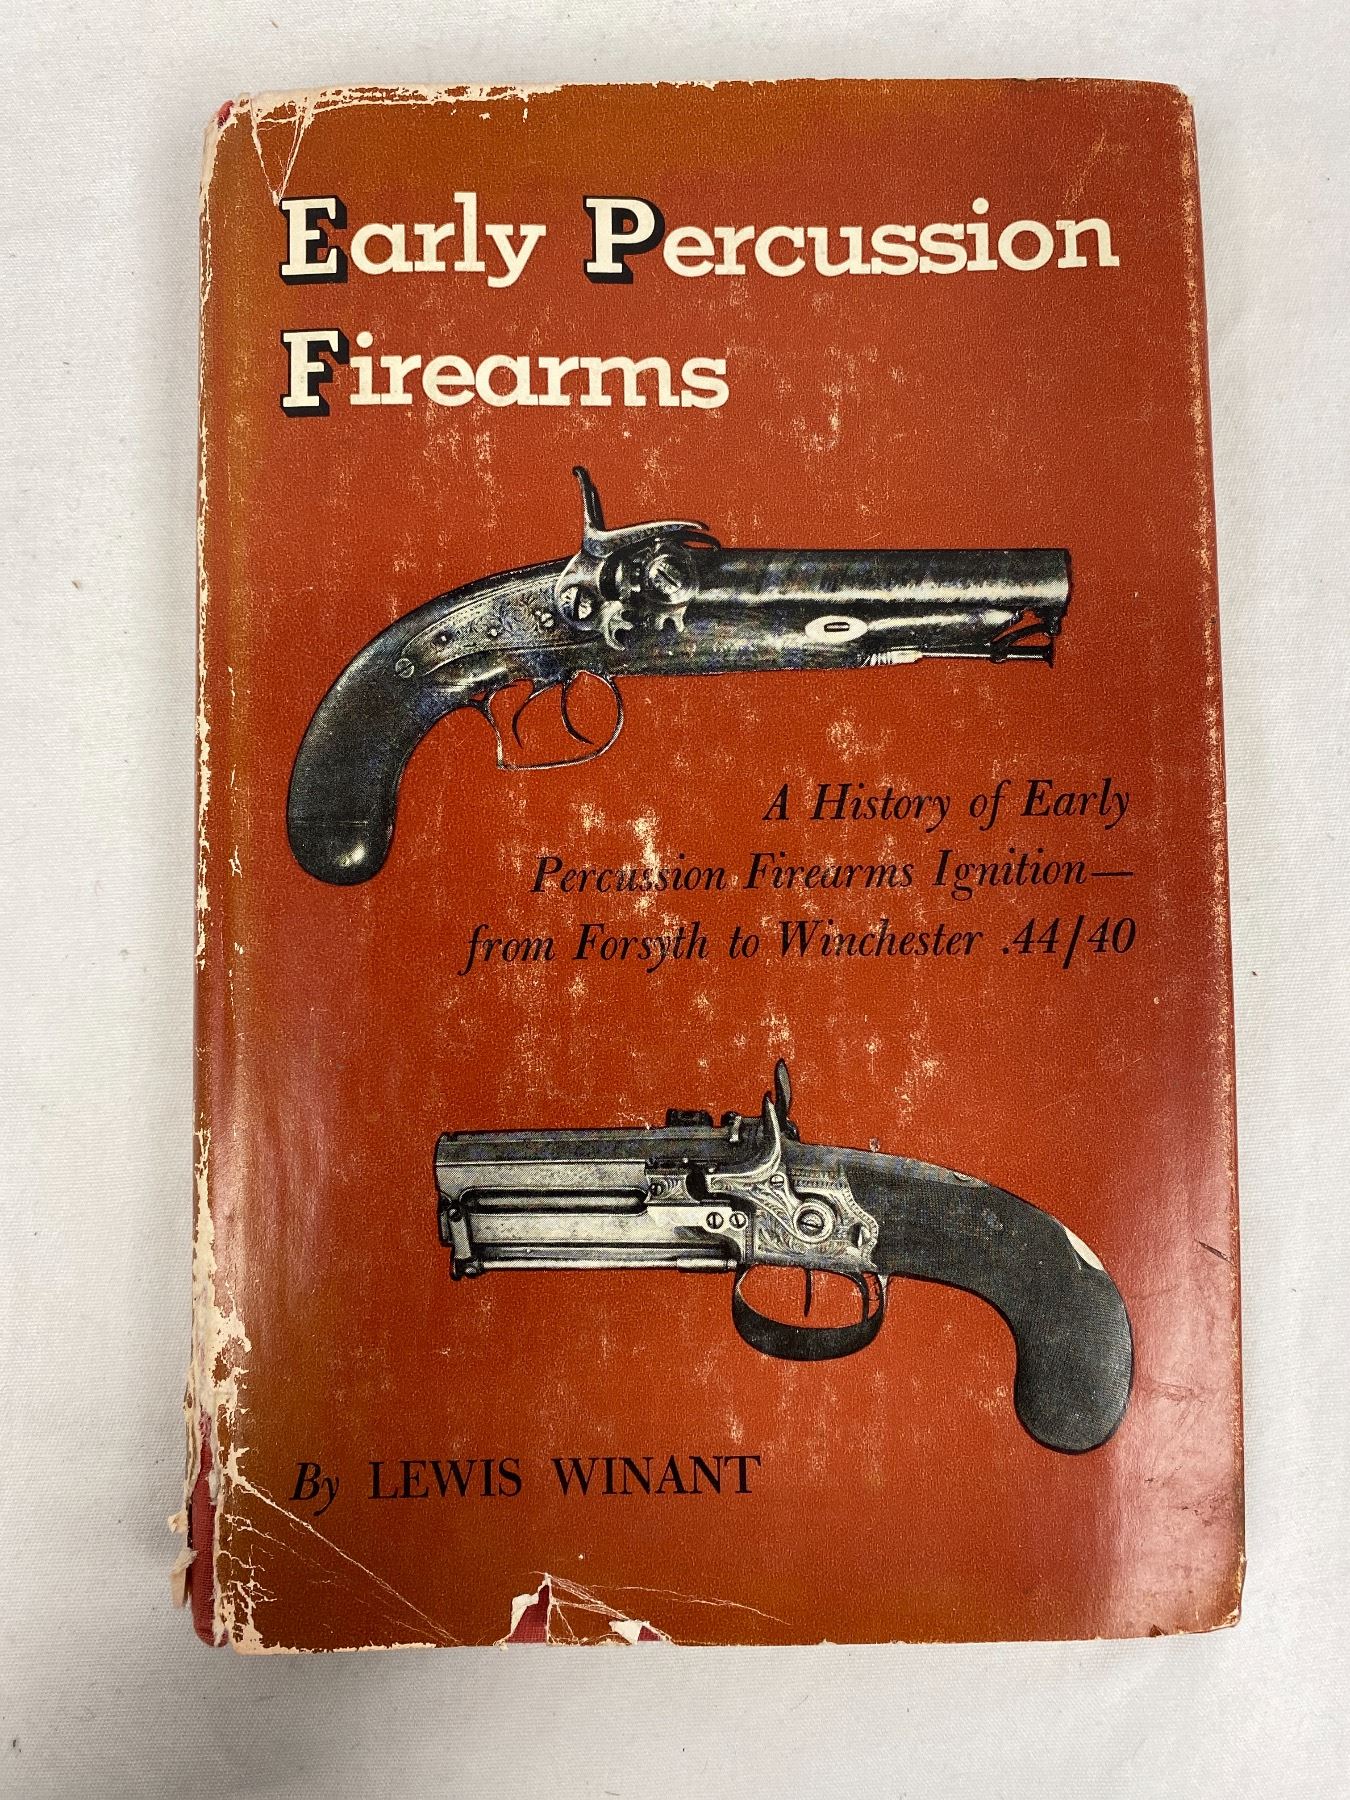 Early Percussion
Firearms
A History of Early
Percussion Firearms Ignition—
from Forsyth to Winchester .44/40
By LEWIS WINANT